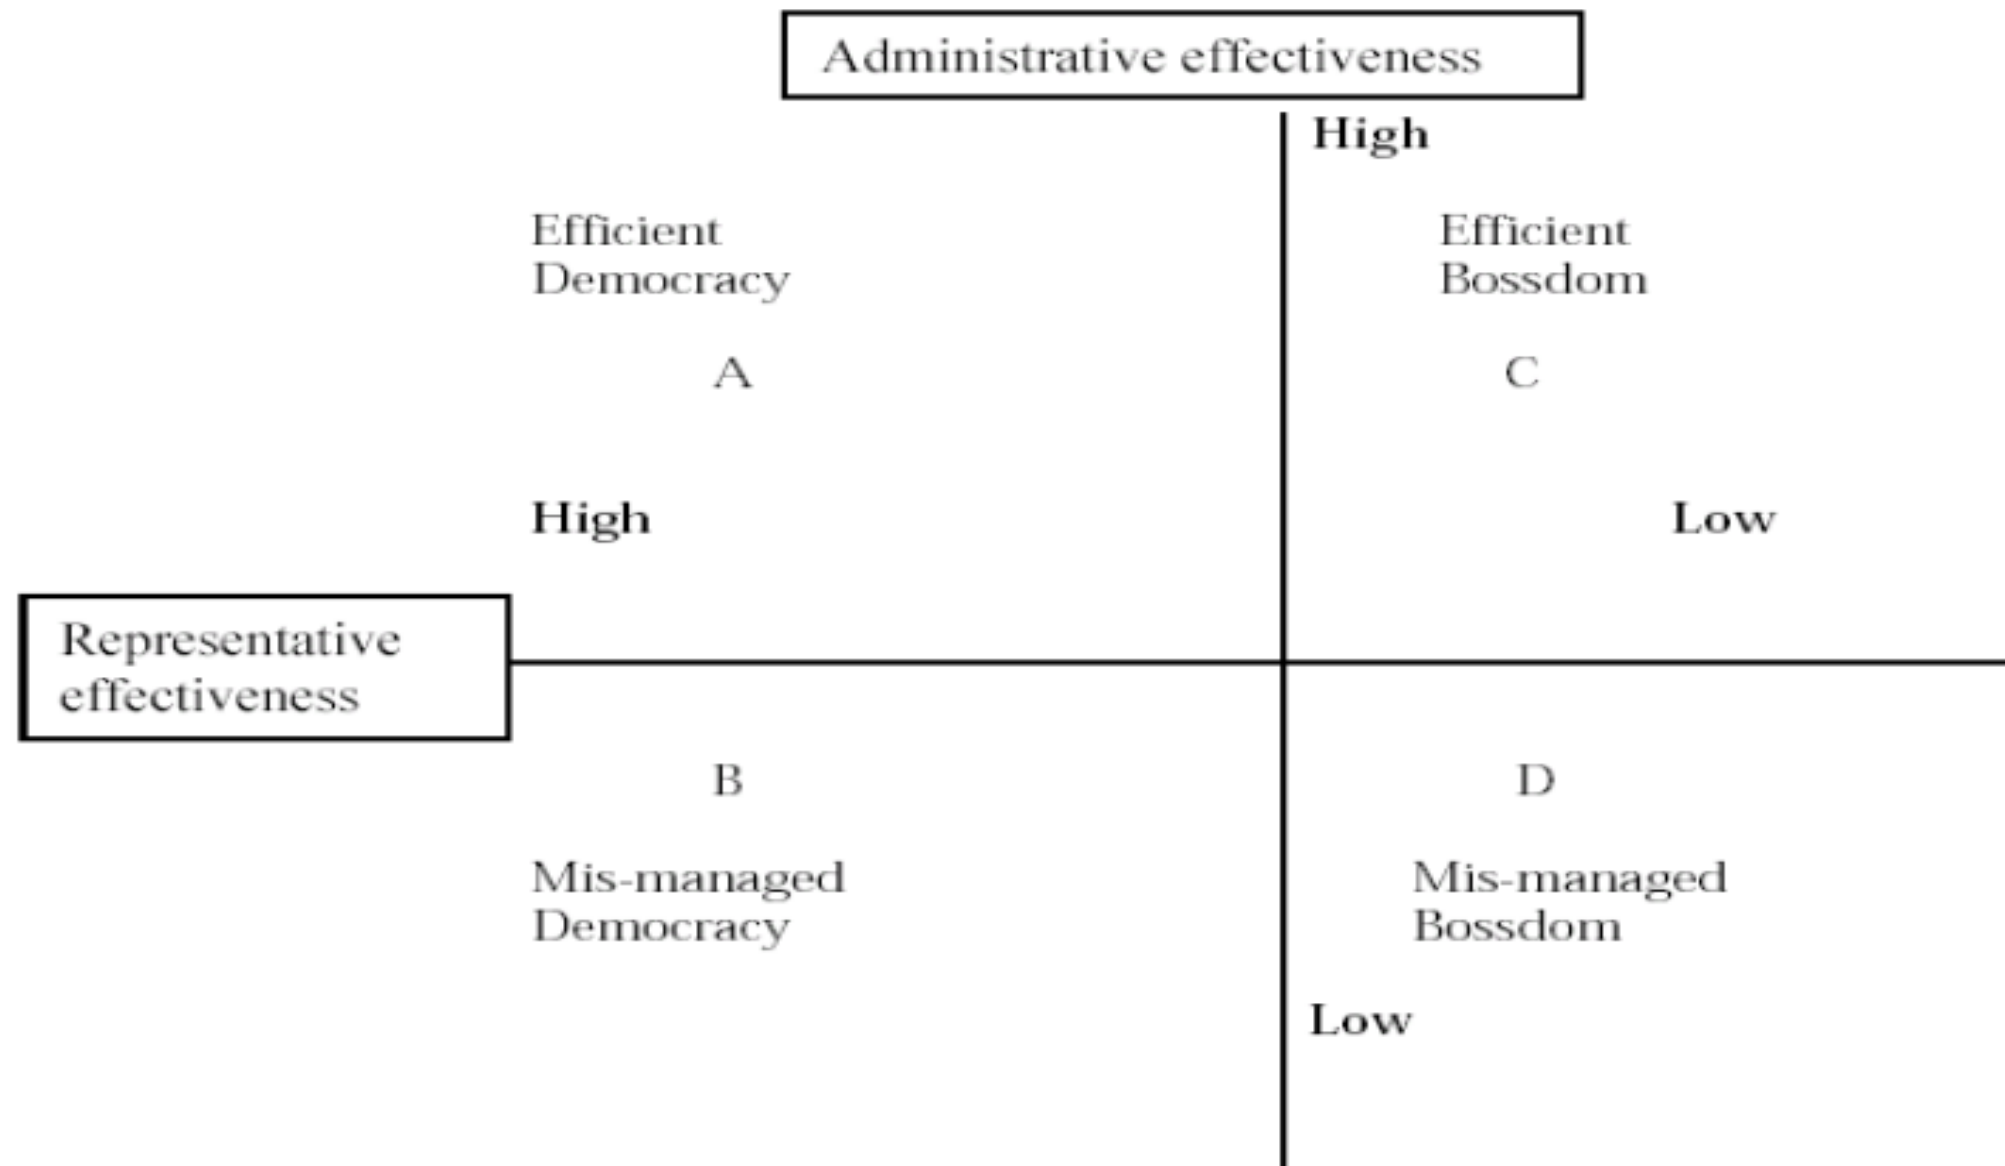 Administrative effectiveness
High
Efficient
Democracy
Efficient
Bossdom
A
C
High
Low
Representative
effectiveness
B
D
Mis-managed
Democracy
Mis-managed
Bossdom
Low